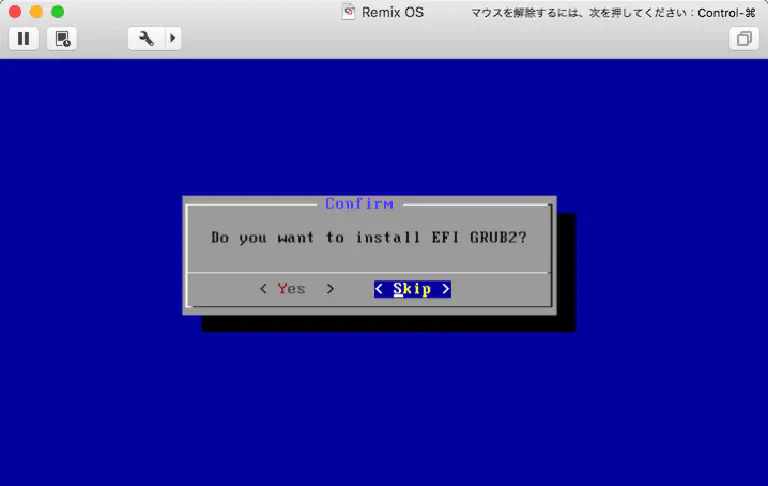 Remix OS
マウスを解除するには、次を押してください：Control-⌘
Confirm
Do you want to install EFI GRUB2?
< Yes > < Skip >